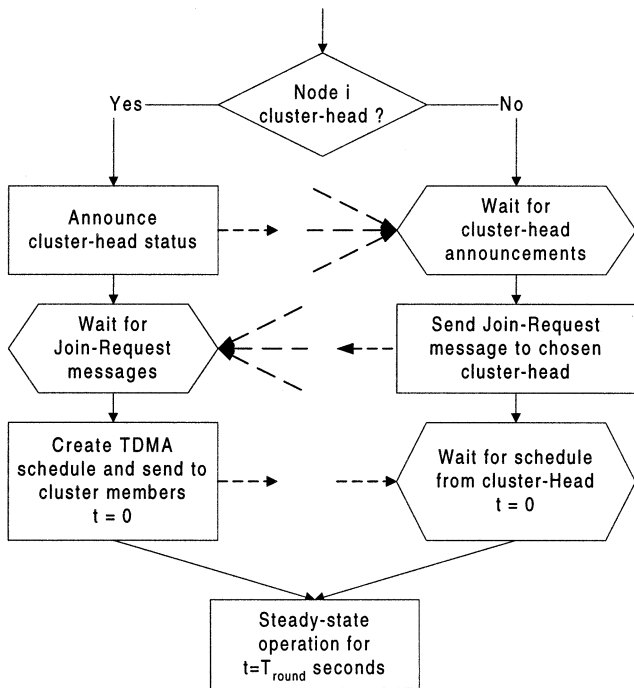 Node i
cluster-head ?
Yes
No
Announce
cluster-head status
Wait for
cluster-head
announcements
Wait for
Join-Request
messages
Send Join-Request
message to chosen
cluster-head
Create TDMA
schedule and send to
cluster members
t = 0
Wait for schedule
from cluster-Head
t = 0
Steady-state
operation for
t=Tround seconds